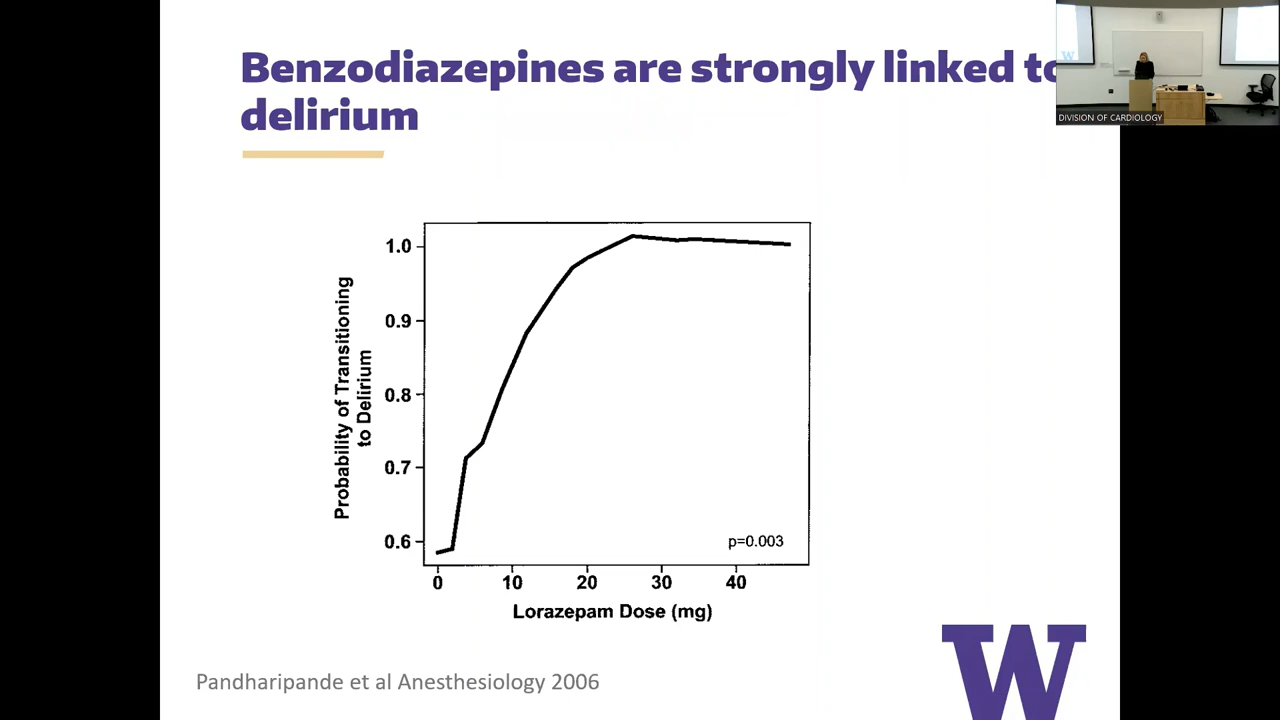 Benzodiazepines are strongly linked to
delirium
DIVISION OF CARDIOLOGY
Probability of Transitioning
to Delirium
1.0
0.9
0.8
0.7
0.6
p=0.003
0 10 20 30 40
Lorazepam Dose (mg)
Pandharipande et al Anesthesiology 2006
W